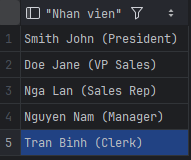 "Nhan vien"
1 Smith John (President)
2 Doe Jane (VP Sales)
3 Nga Lan (Sales Rep)
4 Nguyen Nam (Manager)
5 Tran Binh (Clerk)